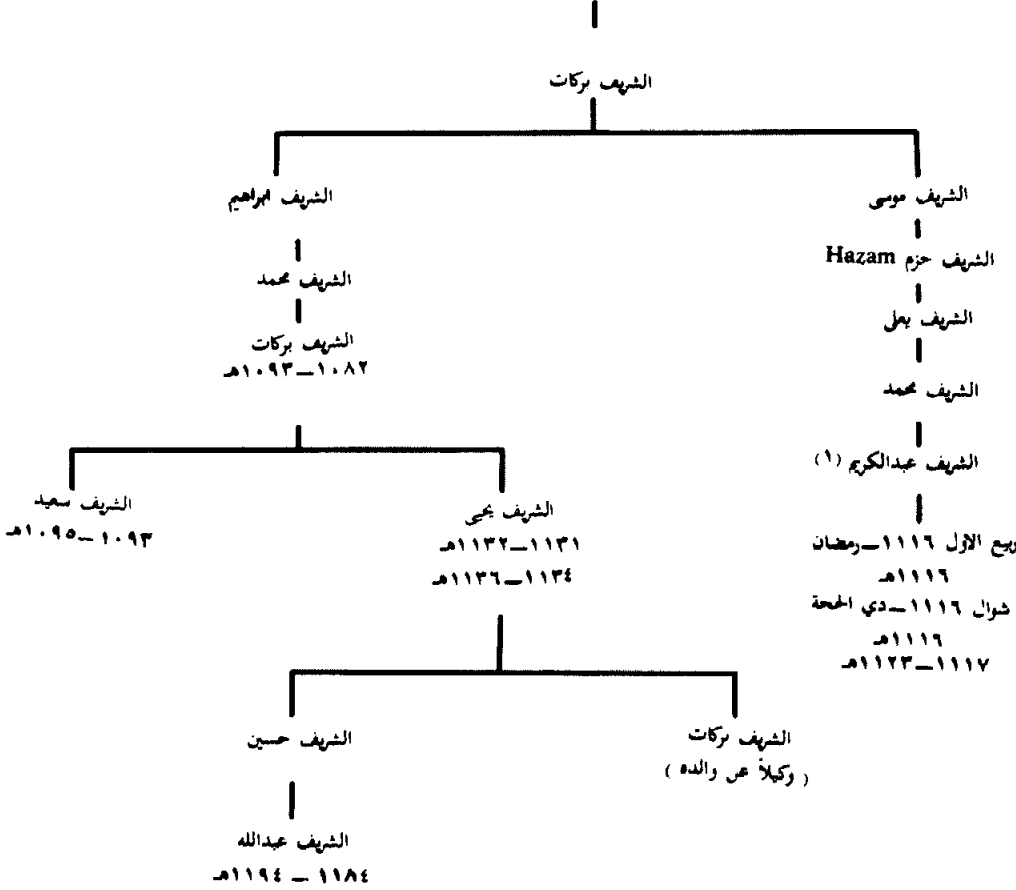 الشريف بركات
الشريف موسى
الشريف ابراهيم
الشريف حزم Hazam
الشريف محمد
الشريف يعلى
الشريف بركات
١٠٨٢—١٠٩٣هـ
الشريف محمد
الشريف عبدالكريم (١)
الشريف يحيى
الشريف سعيد
١١٣١—١١٣٢هـ
١٠٩٣—١٠٩٥هـ
١١٣٤—١١٣٦هـ
ربيع الاول ١١١٦—رمضان
١١١٦هـ
شوال ١١١٦—ذي الحجة
١١١٦هـ
١١١٧—١١٢٣هـ
الشريف بركات
(وكيلاً عن والده)
الشريف حسين
الشريف عبدالله
١١٨٤ — ١١٩٤هـ